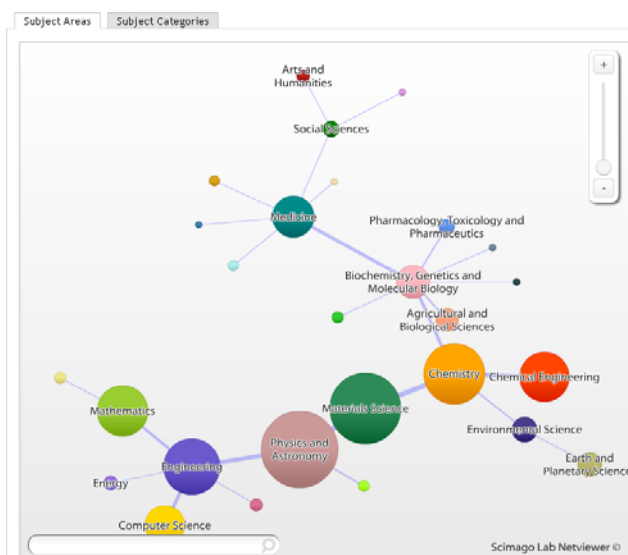 Subject Areas
Subject Categories
+
-
Arts and
Humanities
Social Sciences
Medicine
Pharmacology, Toxicology and
Pharmaceutics
Biochemistry, Genetics and
Molecular Biology
Agricultural and
Biological Sciences
Chemistry
Chemical Engineering
Materials Science
Mathematics
Environmental Science
Physics and
Astronomy
Earth and
Planetary Science
Engineering
Energy
Computer Science
Scimago Lab Netviewer ©